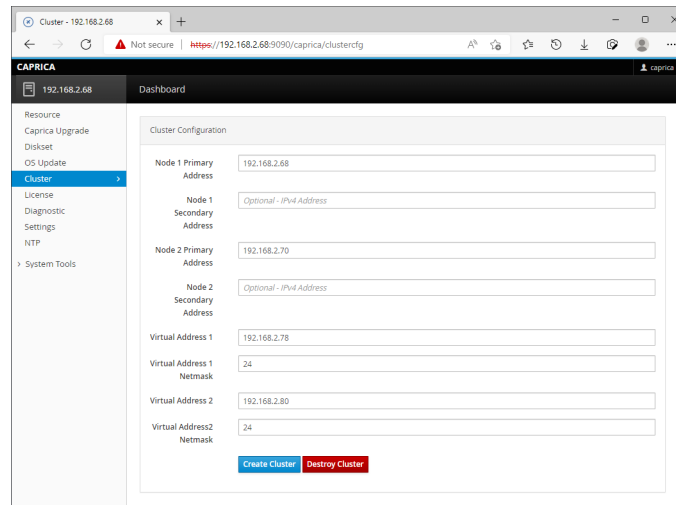 Cluster - 192.168.2.68
Not secure | https://192.168.2.68:9090/caprica/clustercfg
CAPRICA
caprica
192.168.2.68
Dashboard
Resource
Caprica Upgrade
Diskset
OS Update
Cluster
License
Diagnostic
Settings
NTP
System Tools
Cluster Configuration
Node 1 Primary
Address
192.168.2.68
Node 1
Secondary
Address
Optional - IPv4 Address
Node 2 Primary
Address
192.168.2.70
Node 2
Secondary
Address
Optional - IPv4 Address
Virtual Address 1
192.168.2.78
Virtual Address 1
Netmask
24
Virtual Address 2
192.168.2.80
Virtual Address2
Netmask
24
Create Cluster
Destroy Cluster